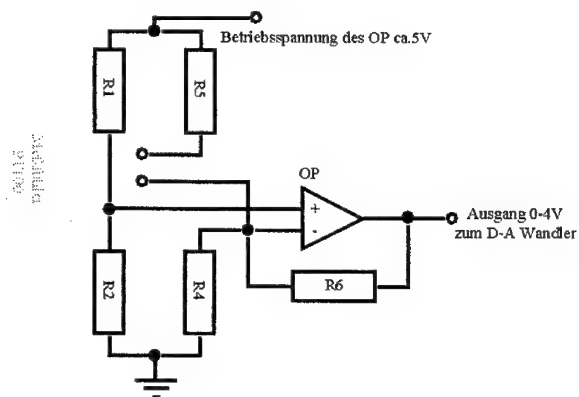 Betriebsspannung des OP ca.5V
R1
R5
OP
+
-
Ausgang 0-4V
zum D-A Wandler
R2
R4
R6